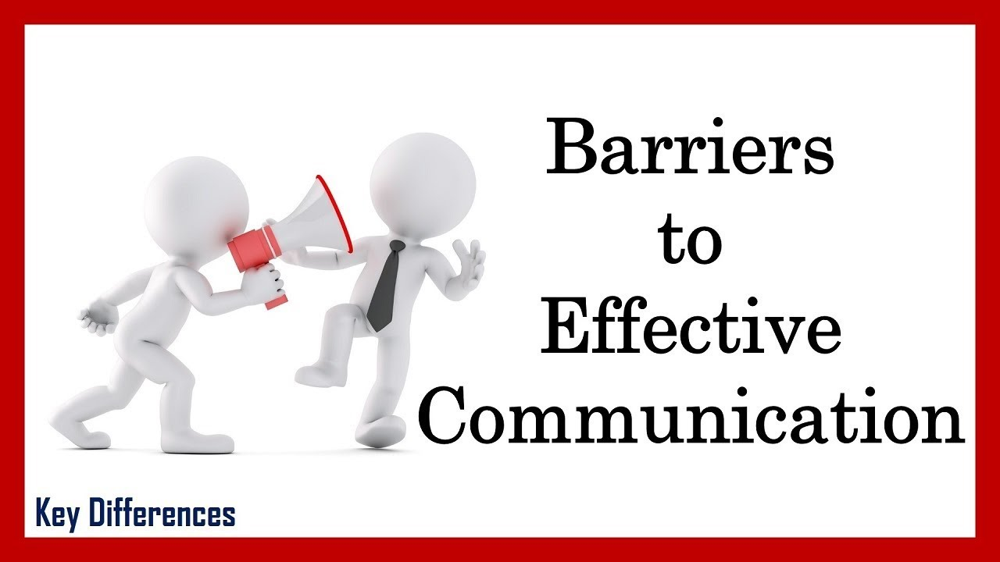 Barriers
to
Effective
Communication
Key Differences